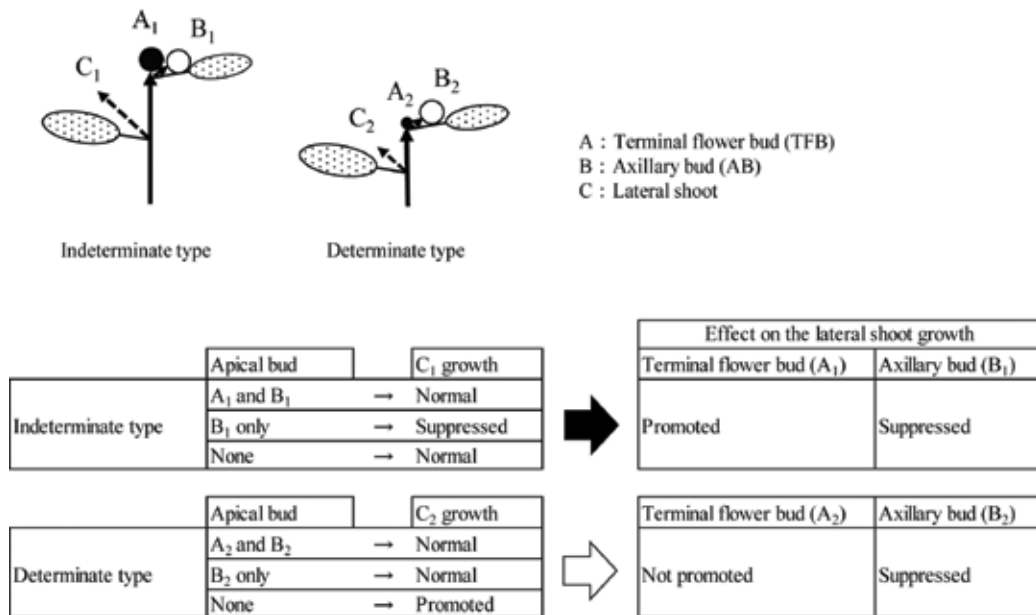 A₁
B₁
C₁
A₂
B₂
C₂
A : Terminal flower bud (TFB)
B : Axillary bud (AB)
C : Lateral shoot
Indeterminate type
Determinate type
Effect on the lateral shoot growth
Apical bud C₁ growth Terminal flower bud (A₁) Axillary bud (B₁)
A₁ and B₁ → Normal
Indeterminate type B₁ only → Suppressed Promoted Suppressed
None → Normal
Apical bud C₂ growth Terminal flower bud (A₂) Axillary bud (B₂)
A₂ and B₂ → Normal
Determinate type B₂ only → Normal Not promoted Suppressed
None → Promoted